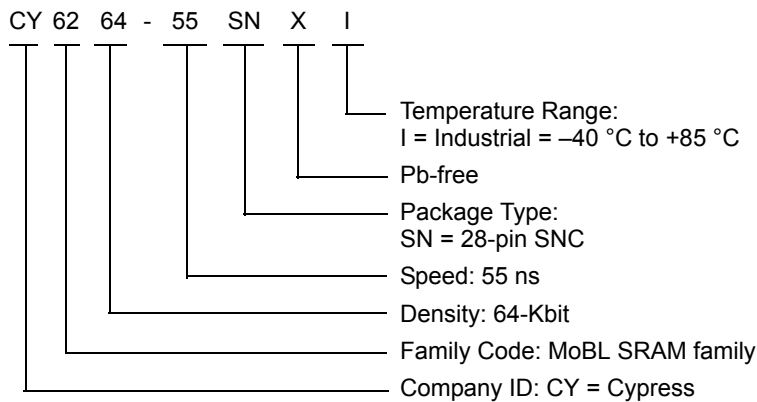 CY 62 64 - 55 SN X I
Temperature Range:
I = Industrial = –40 °C to +85 °C
Pb-free
Package Type:
SN = 28-pin SNC
Speed: 55 ns
Density: 64-Kbit
Family Code: MoBL SRAM family
Company ID: CY = Cypress